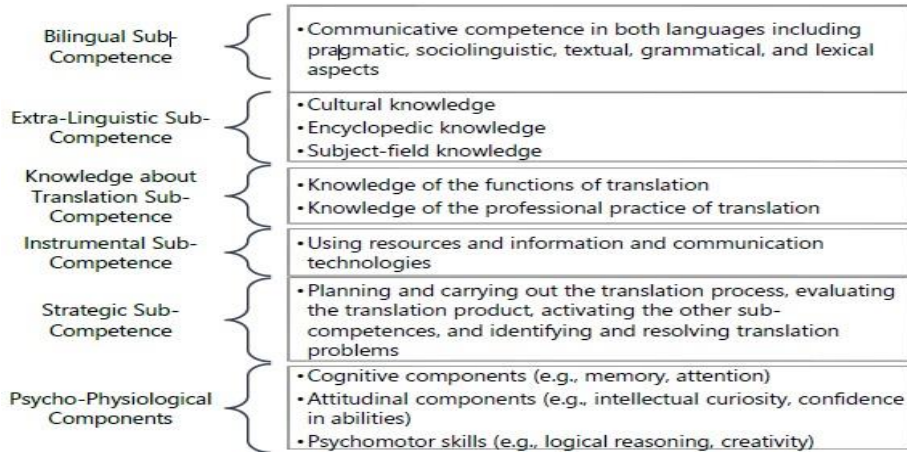 Bilingual Sub-
Competence
• Communicative competence in both languages including
pragmatic, sociolinguistic, textual, grammatical, and lexical
aspects
Extra-Linguistic Sub-
Competence
• Cultural knowledge
• Encyclopedic knowledge
• Subject-field knowledge
Knowledge about
Translation Sub-
Competence
• Knowledge of the functions of translation
• Knowledge of the professional practice of translation
Instrumental Sub-
Competence
• Using resources and information and communication
technologies
Strategic Sub-
Competence
• Planning and carrying out the translation process, evaluating
the translation product, activating the other sub-
competences, and identifying and resolving translation
problems
Psycho-Physiological
Components
• Cognitive components (e.g., memory, attention)
• Attitudinal components (e.g., intellectual curiosity, confidence
in abilities)
• Psychomotor skills (e.g., logical reasoning, creativity)